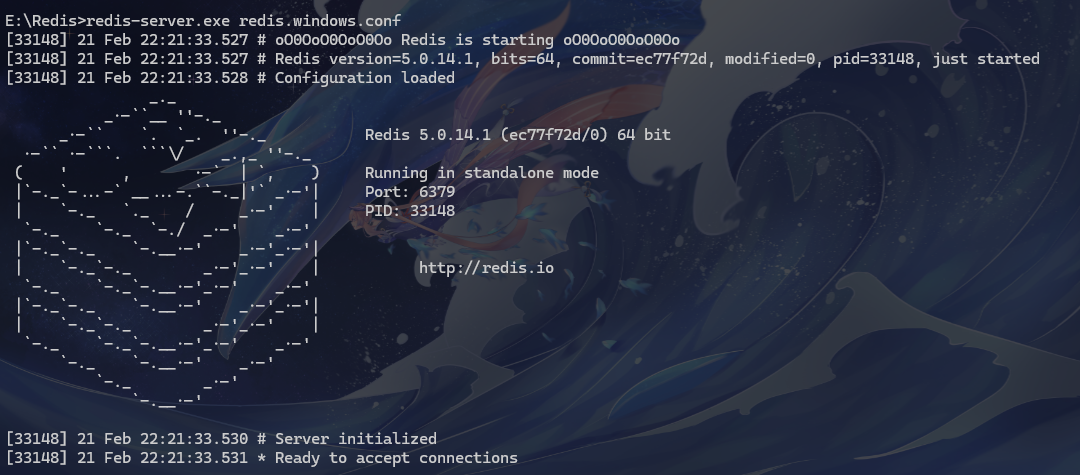 E:\Redis>redis-server.exe redis.windows.conf
[33148] 21 Feb 22:21:33.527 # oO0OoO0OoO0Oo Redis is starting oO0OoO0OoO0Oo
[33148] 21 Feb 22:21:33.527 # Redis version=5.0.14.1, bits=64, commit=ec77f72d, modified=0, pid=33148, just started
[33148] 21 Feb 22:21:33.528 # Configuration loaded
Redis 5.0.14.1 (ec77f72d/0) 64 bit
Running in standalone mode
Port: 6379
PID: 33148
http://redis.io
[33148] 21 Feb 22:21:33.530 # Server initialized
[33148] 21 Feb 22:21:33.531 * Ready to accept connections